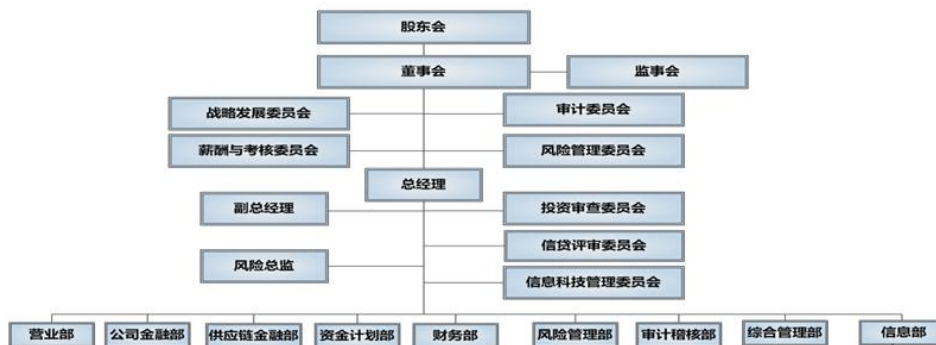 股东会
董事会
监事会
战略发展委员会
审计委员会
薪酬与考核委员会
风险管理委员会
总经理
副总经理
投资审查委员会
信贷评审委员会
风险总监
信息科技管理委员会
营业部
公司金融部
供应链金融部
资金计划部
财务部
风险管理部
审计稽核部
综合管理部
信息部